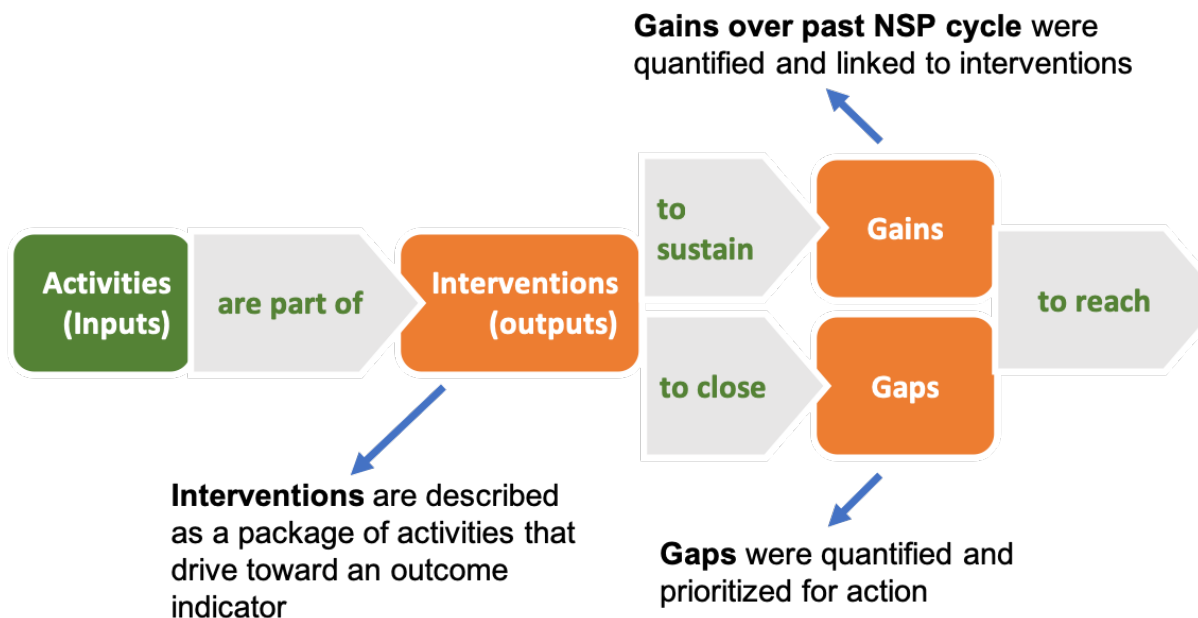 Gains over past NSP cycle were
quantified and linked to interventions
Activities
(Inputs)
are part of
Interventions
(outputs)
to
sustain
Gains
to close
Gaps
to reach
Interventions are described
as a package of activities that
drive toward an outcome
indicator
Gaps were quantified and
prioritized for action